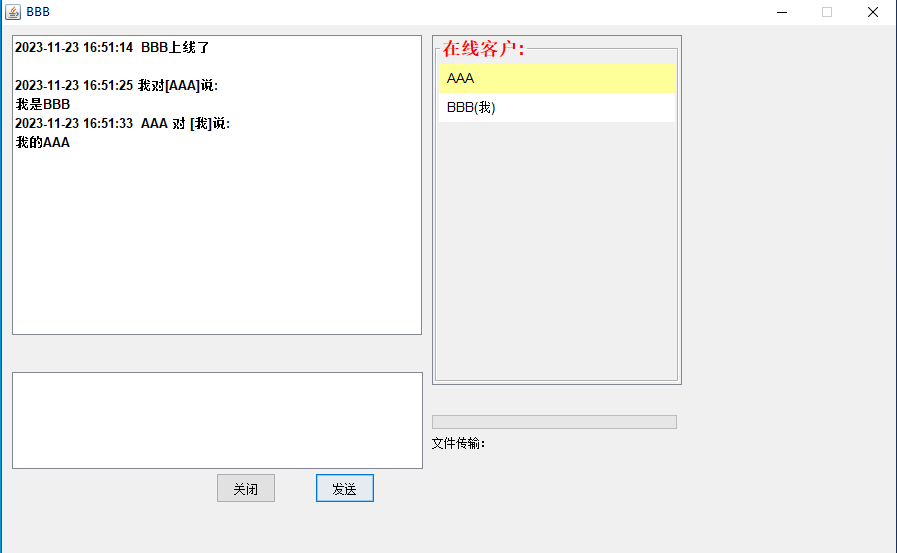 BBB
2023-11-23 16:51:14 BBB上线了
2023-11-23 16:51:25 我对[AAA]说:
我是BBB
2023-11-23 16:51:33 AAA 对 [我]说:
我的AAA
在线客户:
AAA
BBB(我)
文件传输:
关闭
发送